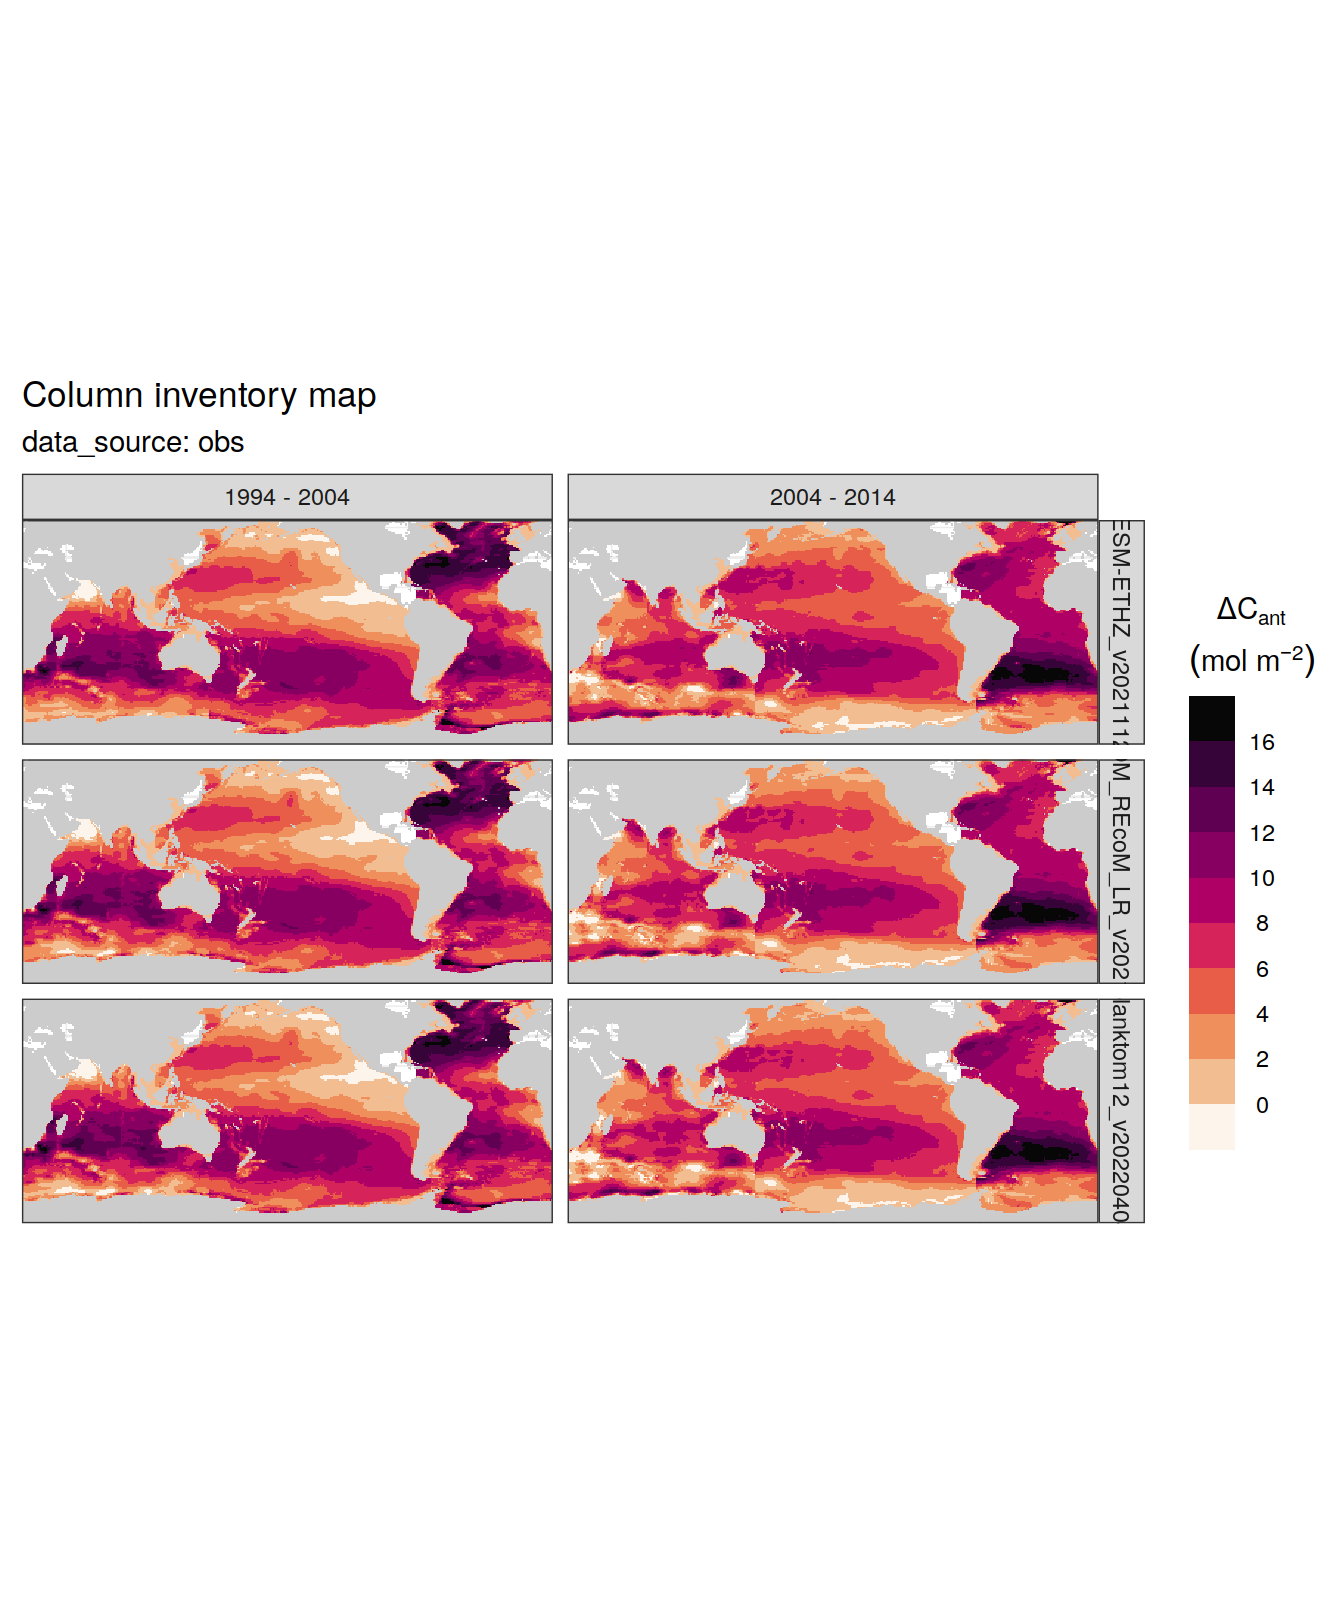 Column inventory map
data_source: obs
1994 - 2004
2004 - 2014
ESM-ETHZ_v202111
M_REcoM_LR_v202
lanktom12_v2022040
ΔCant
(mol m−2)
16
14
12
10
8
6
4
2
0